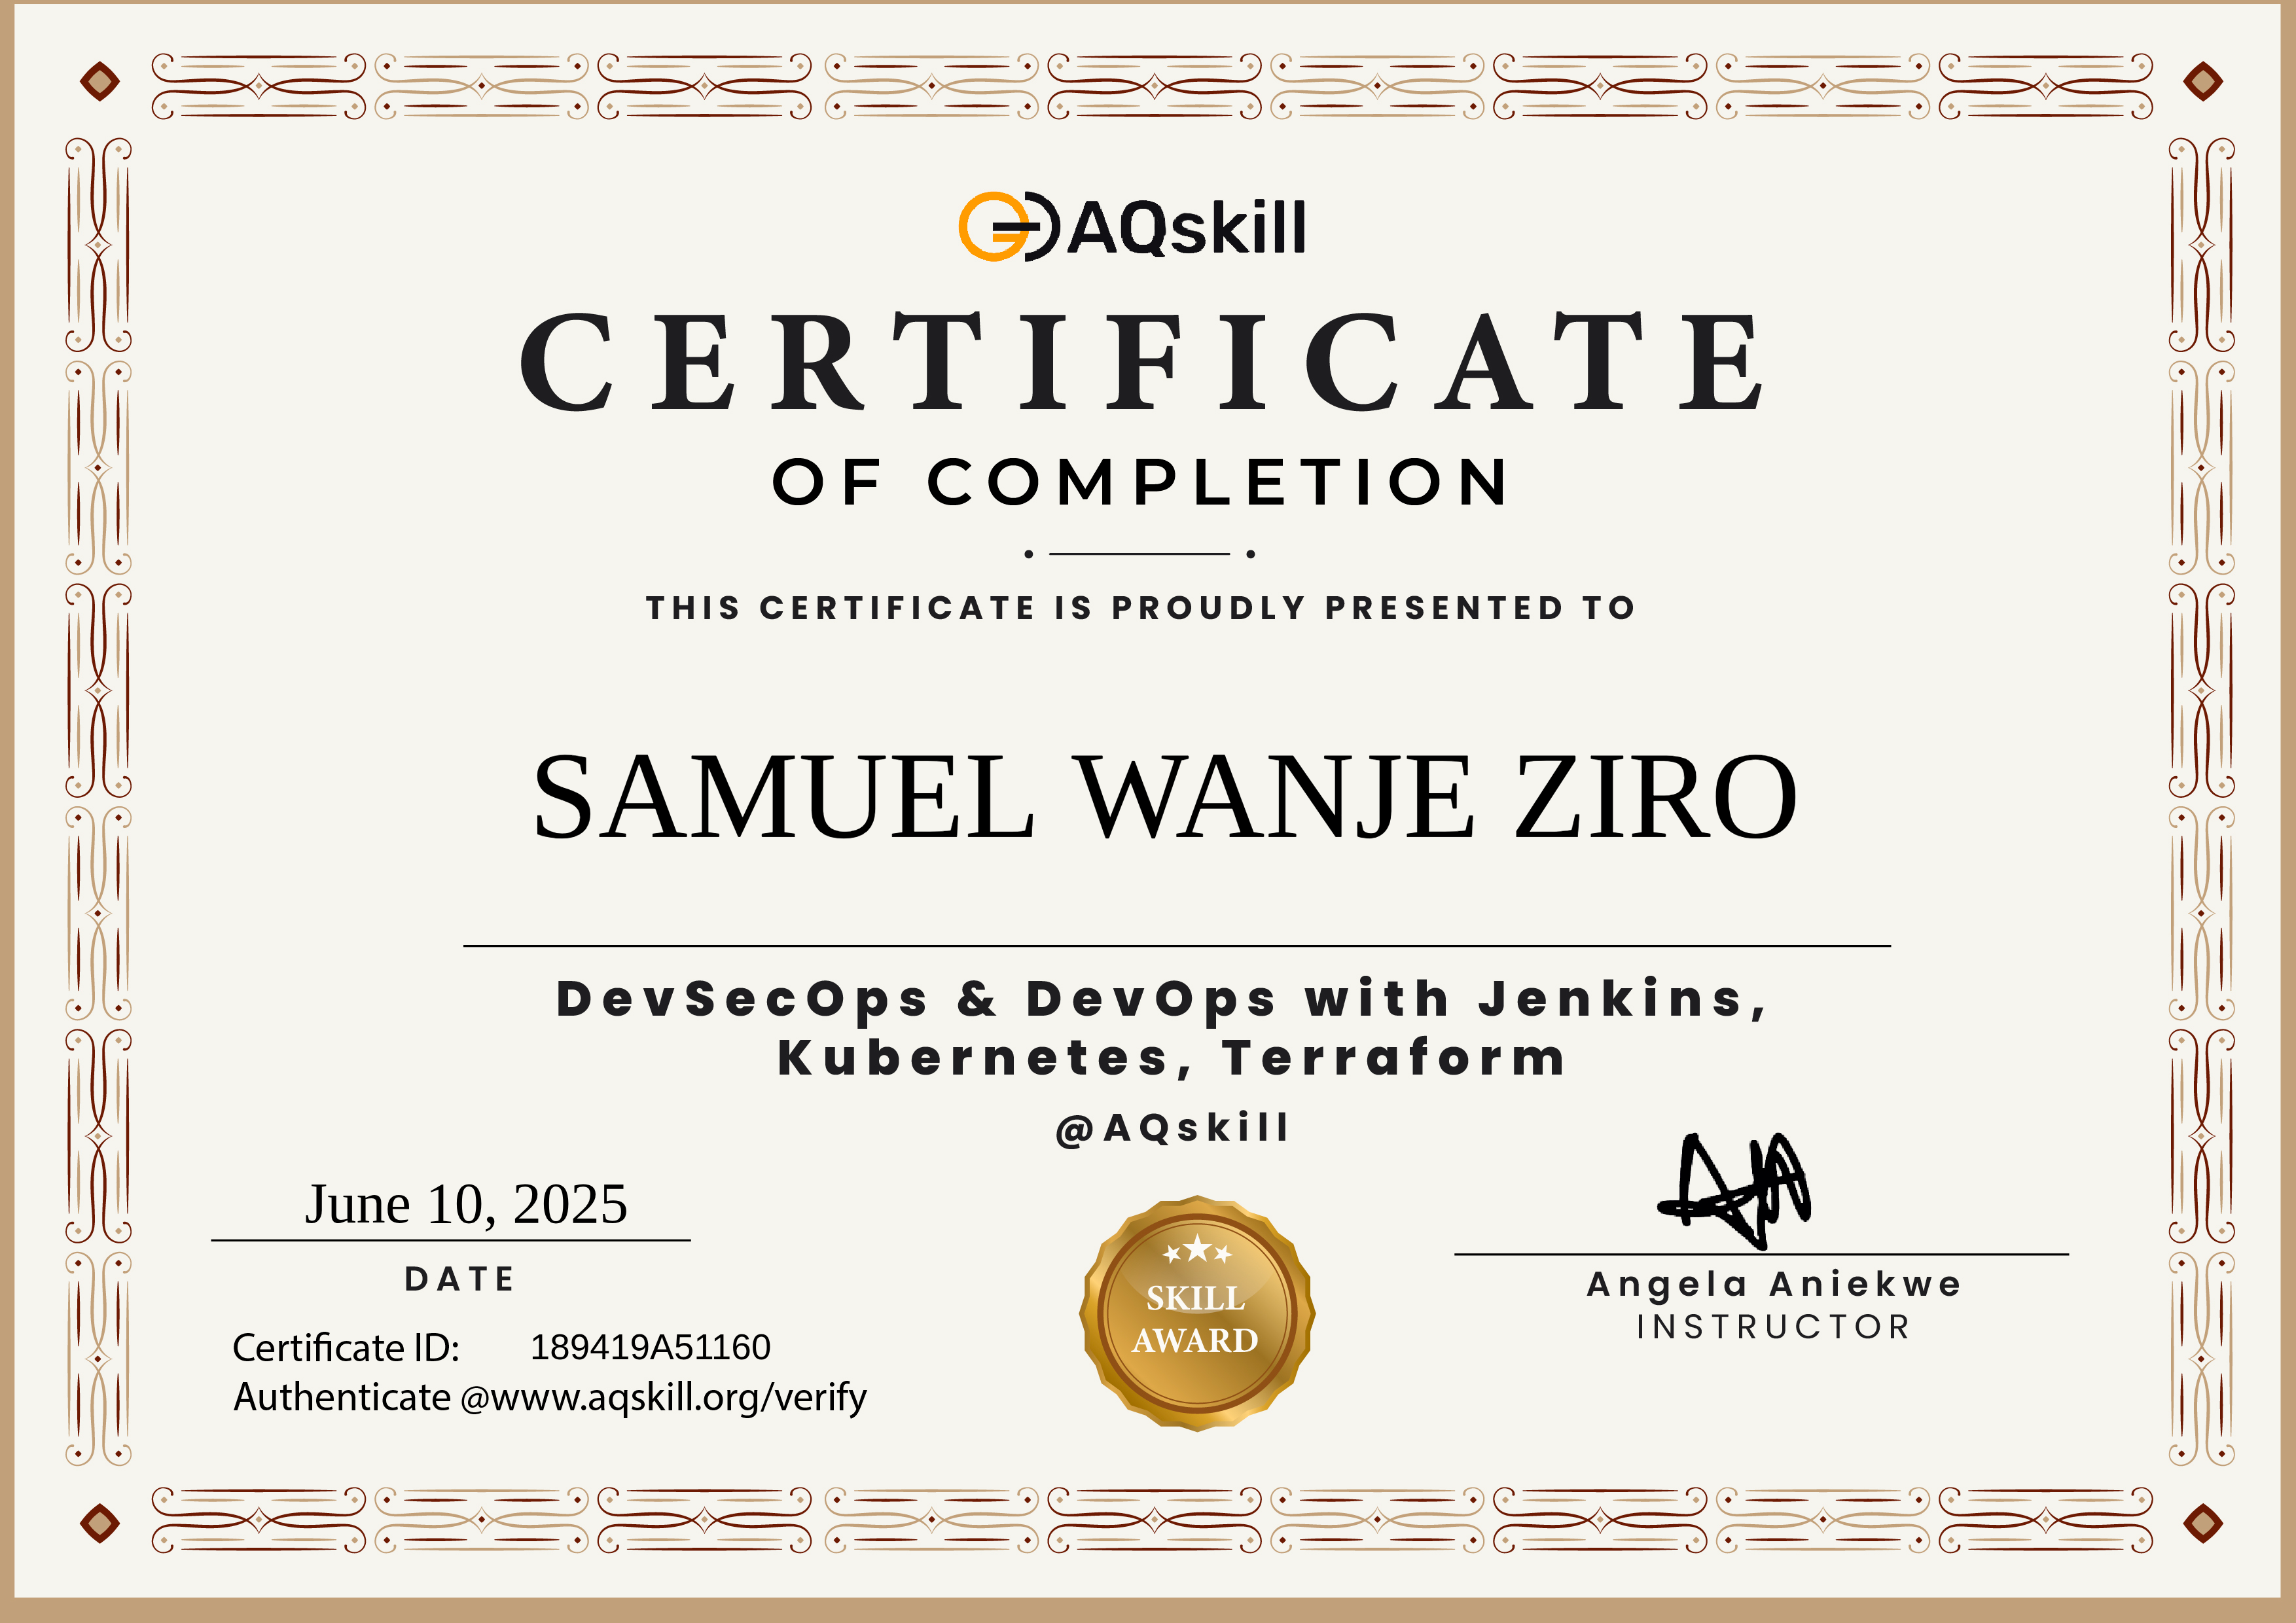 AQskill
CERTIFICATE
OF COMPLETION
THIS CERTIFICATE IS PROUDLY PRESENTED TO
SAMUEL WANJE ZIRO
DevSecOps & DevOps with Jenkins,
Kubernetes, Terraform
@AQskill
June 10, 2025
DATE
Certificate ID: 189419A51160
Authenticate @www.aqskill.org/verify
SKILL
AWARD
Angela Aniekwe
INSTRUCTOR